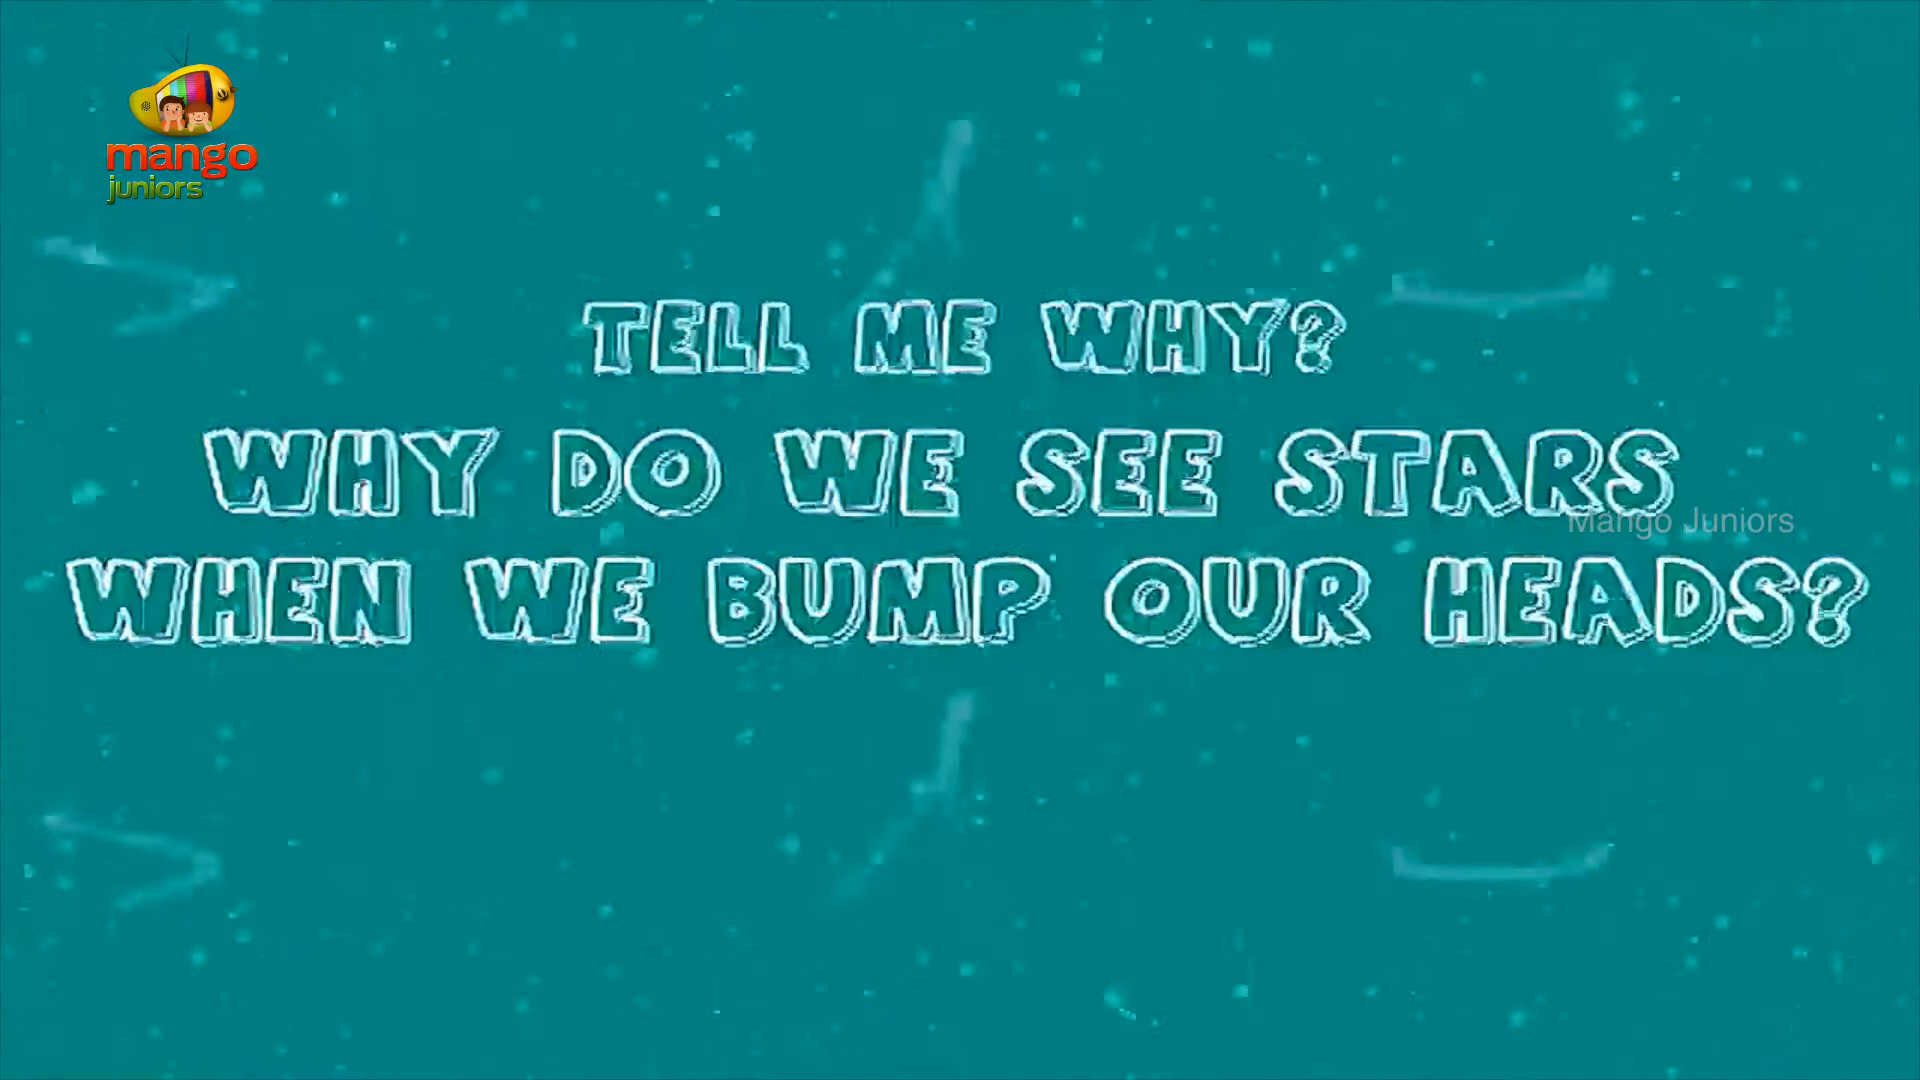 mango
juniors
TELL ME WHY?
WHY DO WE SEE STARS
Mango Juniors
WHEN WE BUMP OUR HEADS?